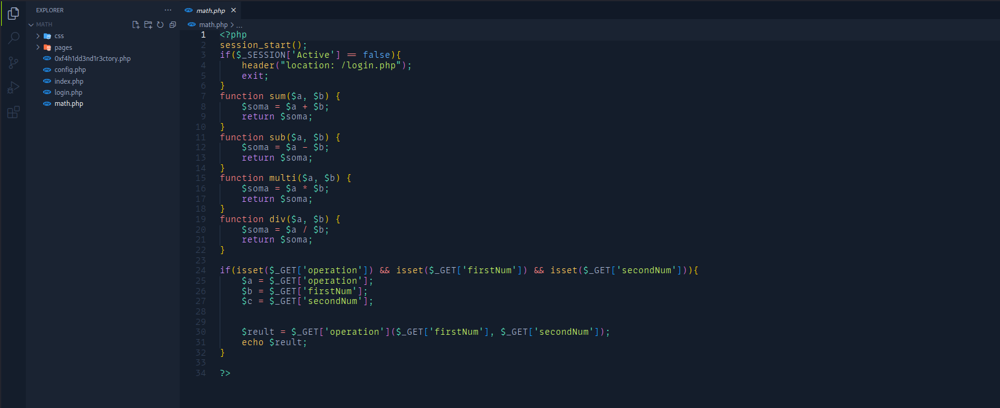 EXPLORER
...
MATH
css
pages
0xf4h1dd3nd1r3ctory.php
config.php
index.php
login.php
math.php
math.php
math.php > ...
1 <?php
2 session_start();
3 if($_SESSION['Active'] == false){
4     header("location: /login.php");
5     exit;
6 }
7 function sum($a, $b) {
8     $soma = $a + $b;
9     return $soma;
10 }
11 function sub($a, $b) {
12     $soma = $a - $b;
13     return $soma;
14 }
15 function multi($a, $b) {
16     $soma = $a * $b;
17     return $soma;
18 }
19 function div($a, $b) {
20     $soma = $a / $b;
21     return $soma;
22 }
23
24 if(isset($_GET['operation']) && isset($_GET['firstNum']) && isset($_GET['secondNum'])){
25     $a = $_GET['operation'];
26     $b = $_GET['firstNum'];
27     $c = $_GET['secondNum'];
28
29
30     $reult = $_GET['operation']($_GET['firstNum'], $_GET['secondNum']);
31     echo $reult;
32 }
33
34 ?>